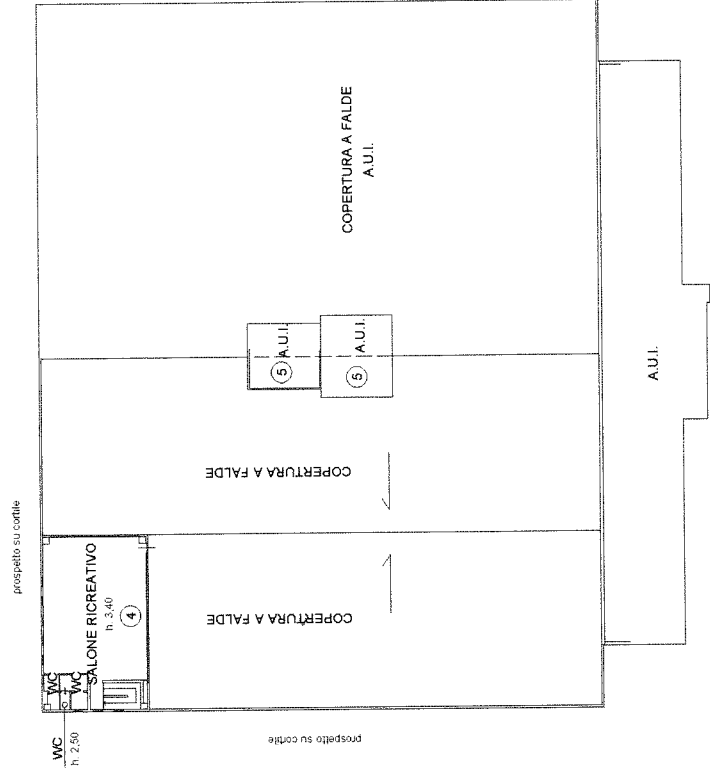 prospetto su cortile
COPERTURA A FALDE
A.U.I.
A.U.I.
5
A.U.I.
5
COPERTURA A FALDE
SALONE RICREATIVO
h. 3,40
4
COPERTURA A FALDE
WC
WC
WC
h. 2,50
prospetto su cortile
A.U.I.